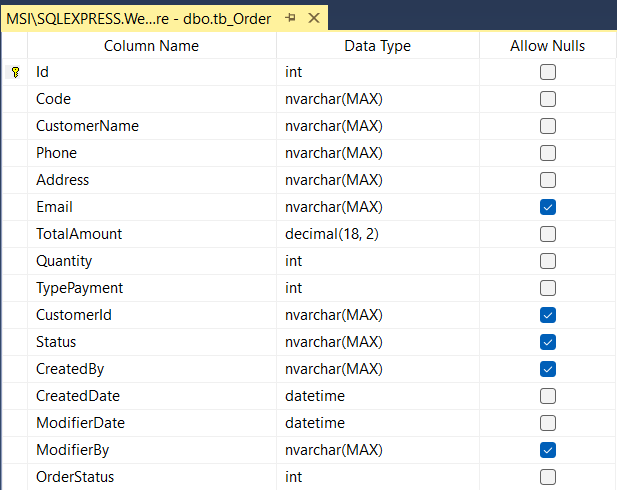 MSI\SQLEXPRESS.We...re - dbo.tb_Order
Column Name Data Type Allow Nulls
Id int
Code nvarchar(MAX)
CustomerName nvarchar(MAX)
Phone nvarchar(MAX)
Address nvarchar(MAX)
Email nvarchar(MAX)
TotalAmount decimal(18, 2)
Quantity int
TypePayment int
CustomerId nvarchar(MAX)
Status nvarchar(MAX)
CreatedBy nvarchar(MAX)
CreatedDate datetime
ModifierDate datetime
ModifierBy nvarchar(MAX)
OrderStatus int